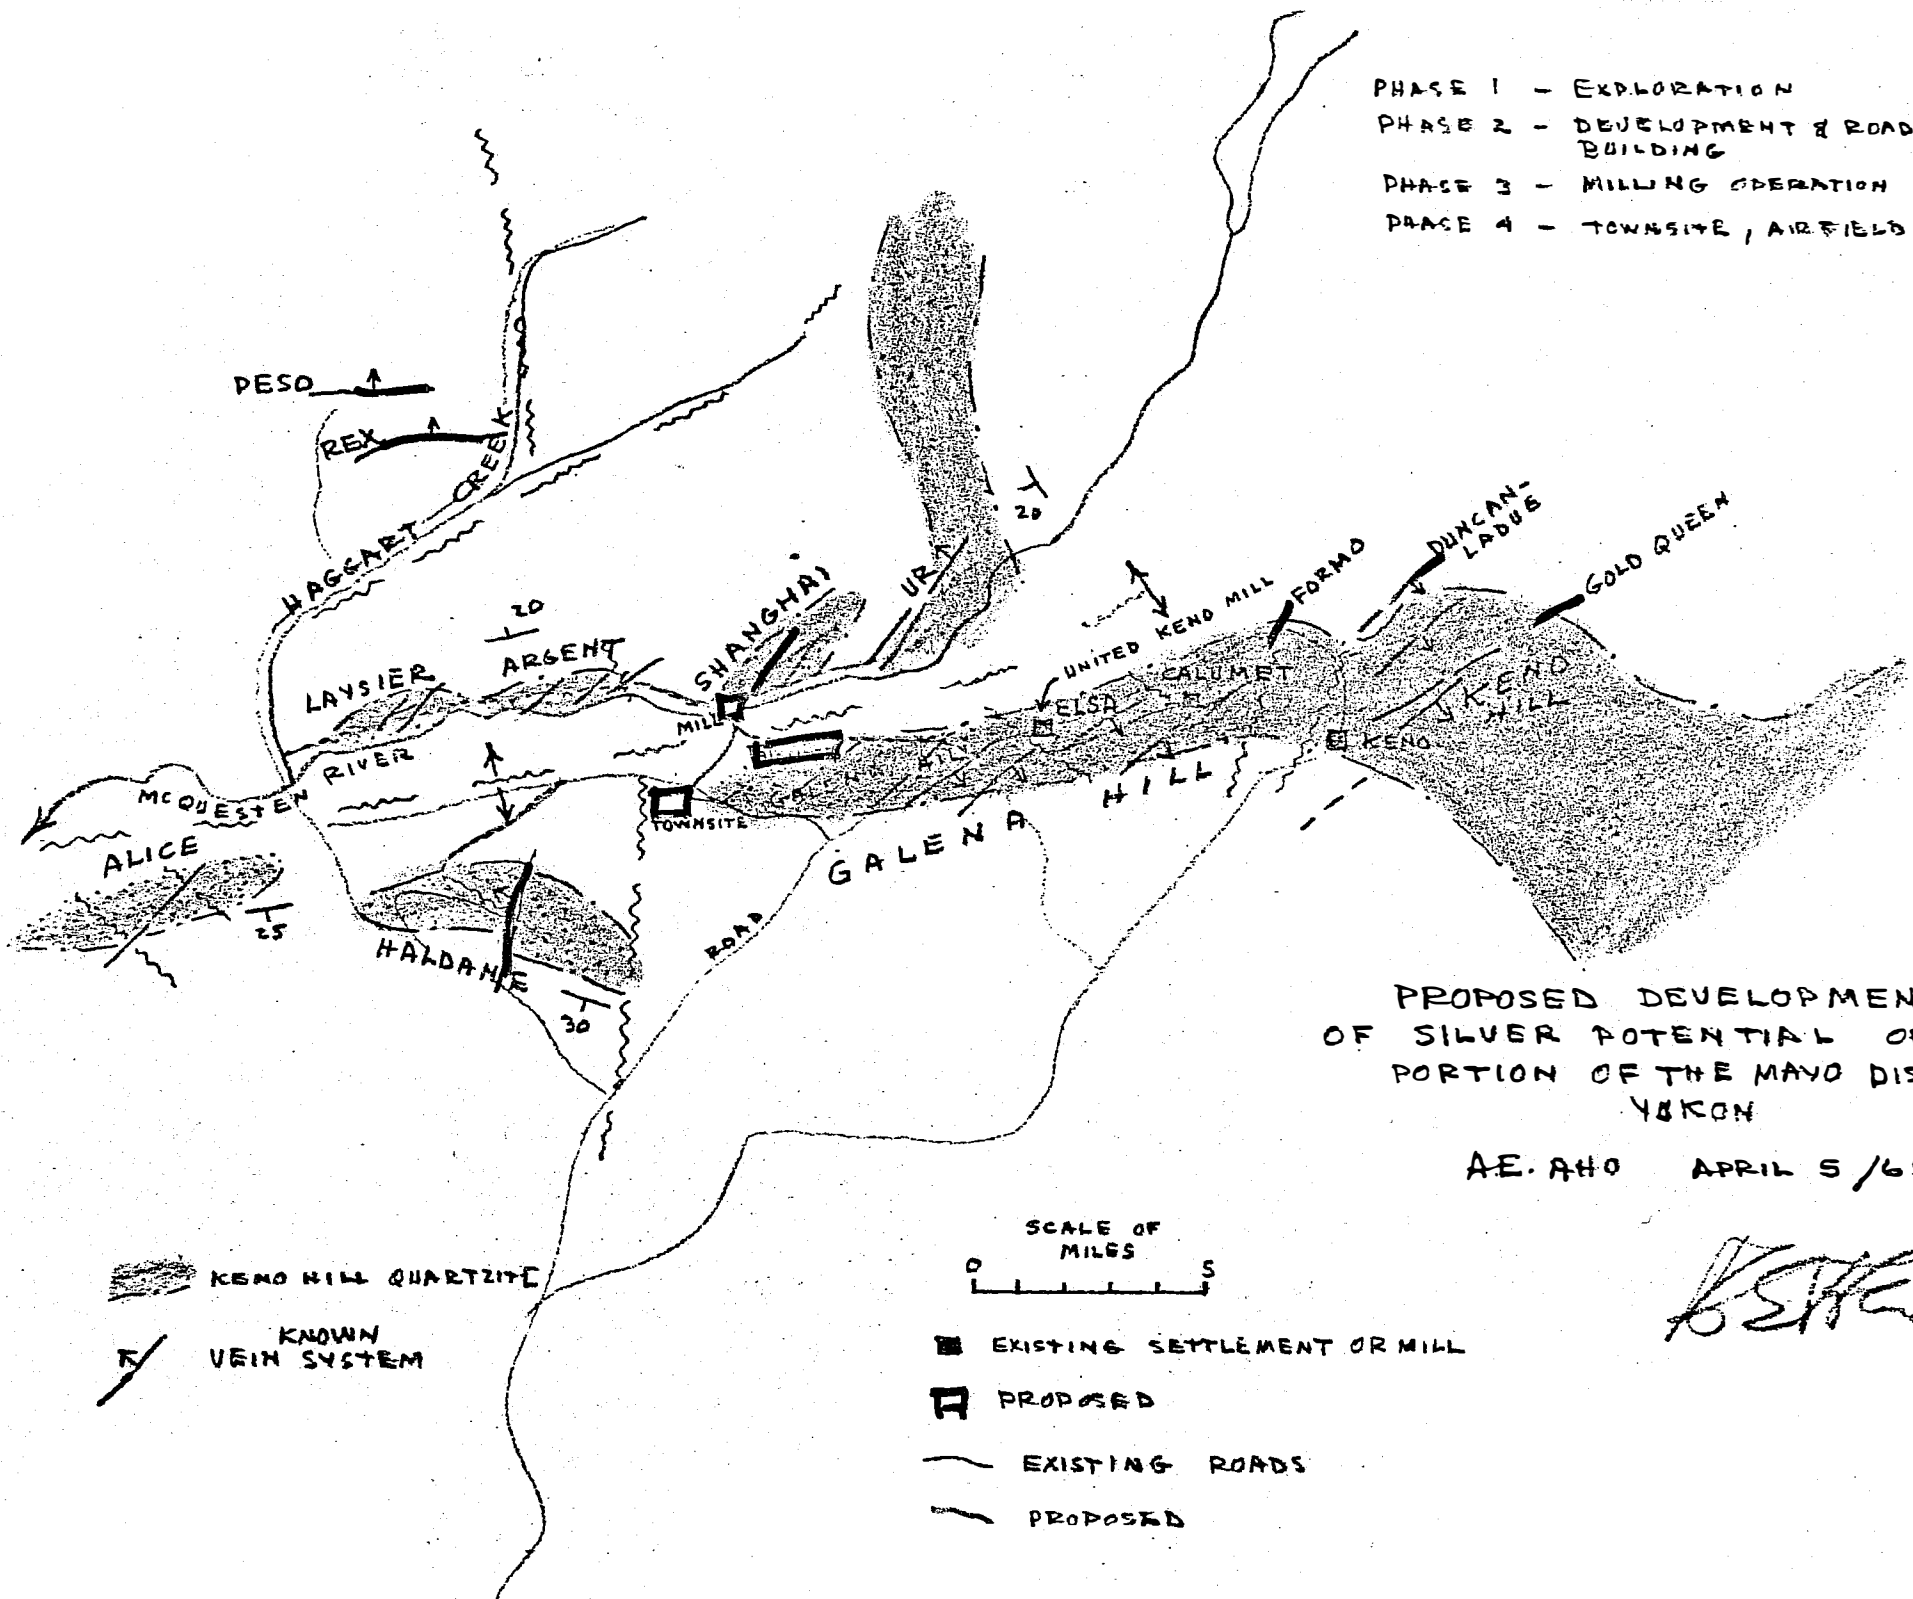 PHASE 1 - EXPLORATION
PHASE 2 - DEVELOPMENT & ROAD
BUILDING
PHASE 3 - MILLING OPERATION
PHASE 4 - TOWNSITE, AIRFIELD
PESO
REX
HAGGART CREEK
20
DUNCAN-
LADUE
GOLD QUEEN
FORMO
UNITED KENO MILL
UR
SHANGHAI
20
ARGENT
LAYSIER
CALUMET
KENO
HILL
ELSA
MILL
KENO
RIVER
MCQUESTEN
TOWNSITE
GALENA HILL
ALICE
25
HALDANE
30
ROAD
PROPOSED DEVELOPMEN
OF SILVER POTENTIAL
PORTION OF THE MAYO DIS
YUKON
A.E. AHO APRIL 5/6
SCALE OF
MILES
0 5
KENO HILL QUARTZITE
KNOWN
VEIN SYSTEM
EXISTING SETTLEMENT OR MILL
PROPOSED
EXISTING ROADS
PROPOSED